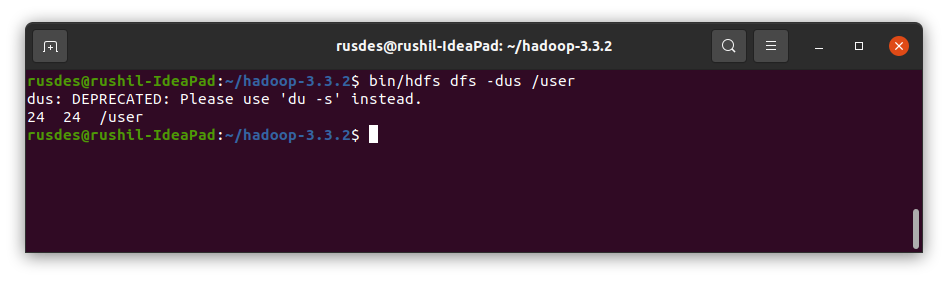 rusdes@rushil-IdeaPad: ~/hadoop-3.3.2
rusdes@rushil-IdeaPad:~/hadoop-3.3.2$ bin/hdfs dfs -dus /user
dus: DEPRECATED: Please use 'du -s' instead.
24  24  /user
rusdes@rushil-IdeaPad:~/hadoop-3.3.2$